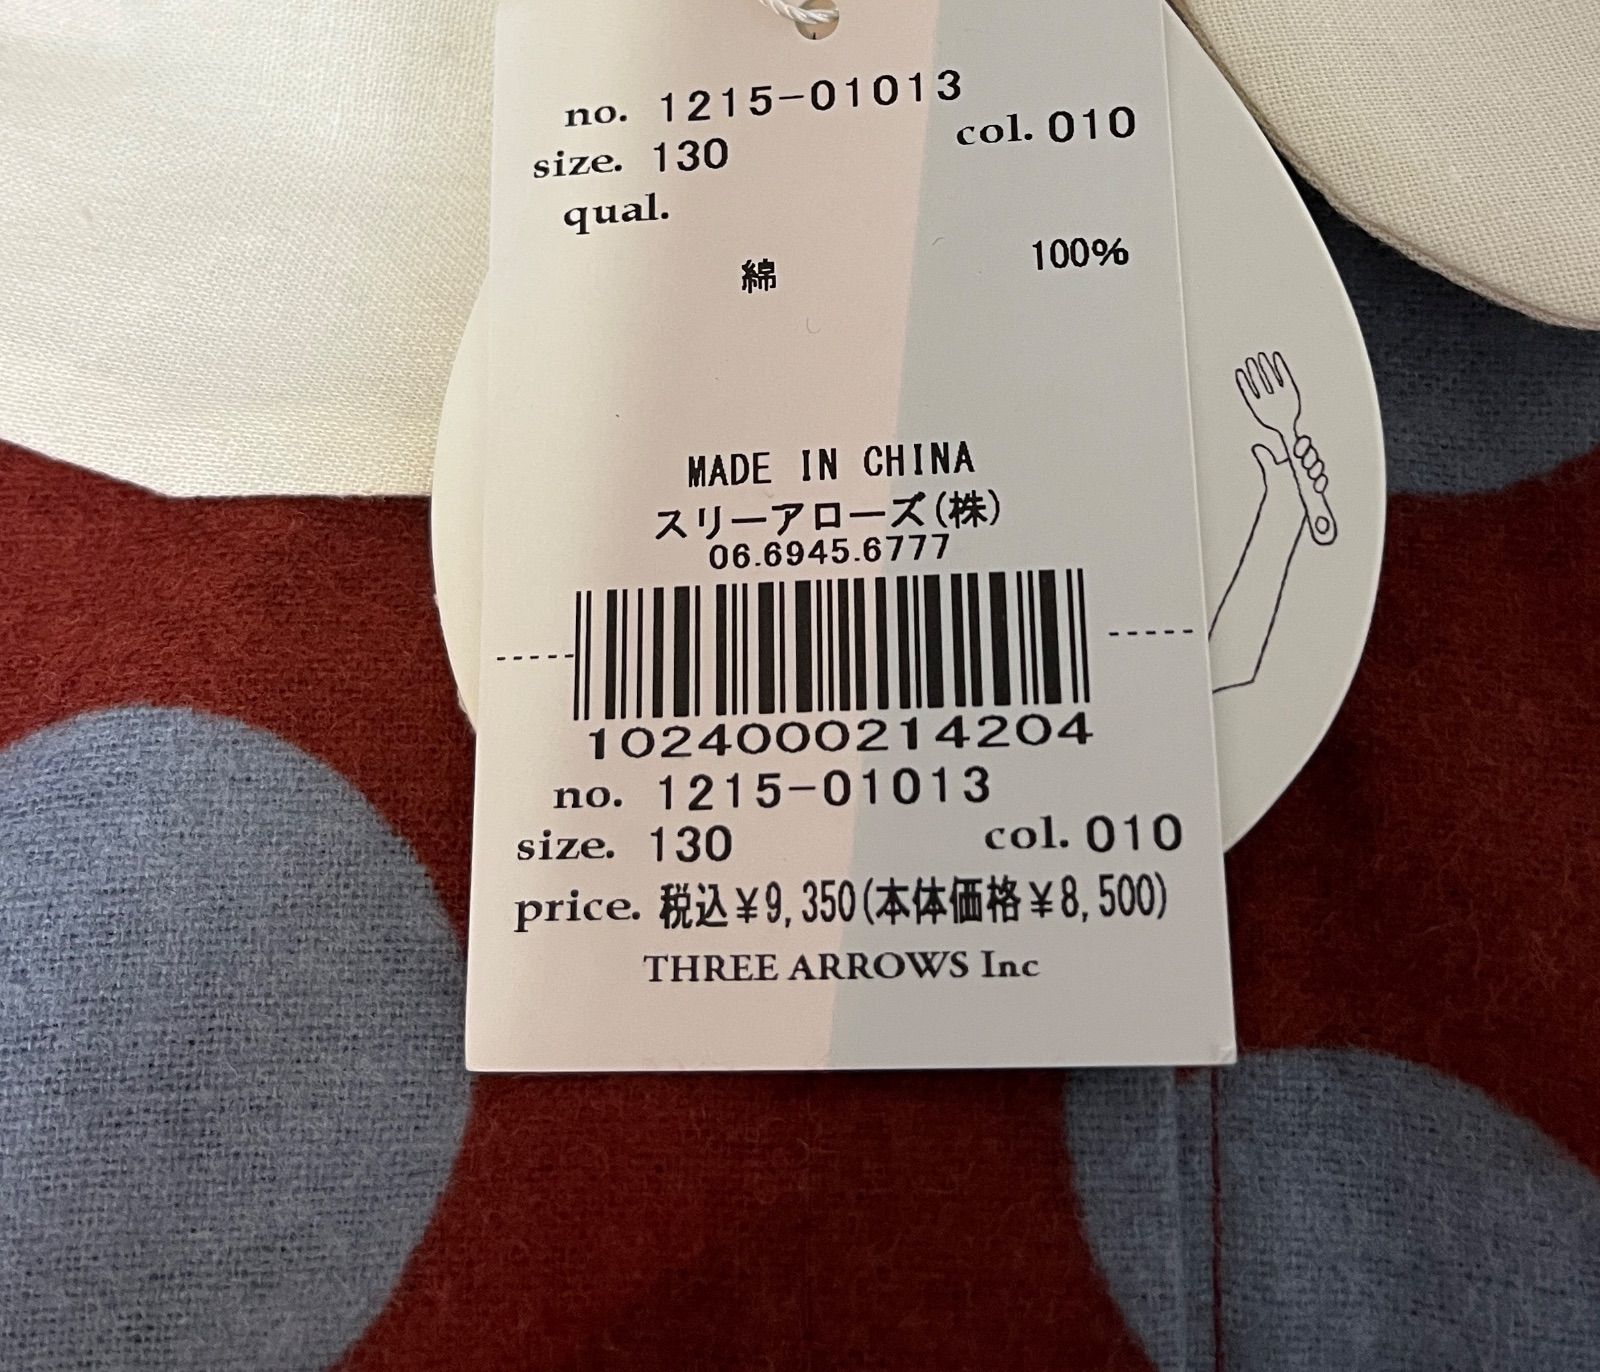 no. 1215-01013
size. 130 col. 010
qual.
綿 100%
MADE IN CHINA
スリーアローズ(株)
06.6945.6777
1024000214204
no. 1215-01013
size. 130 col. 010
price. 税込¥9,350(本体価格¥8,500)
THREE ARROWS Inc